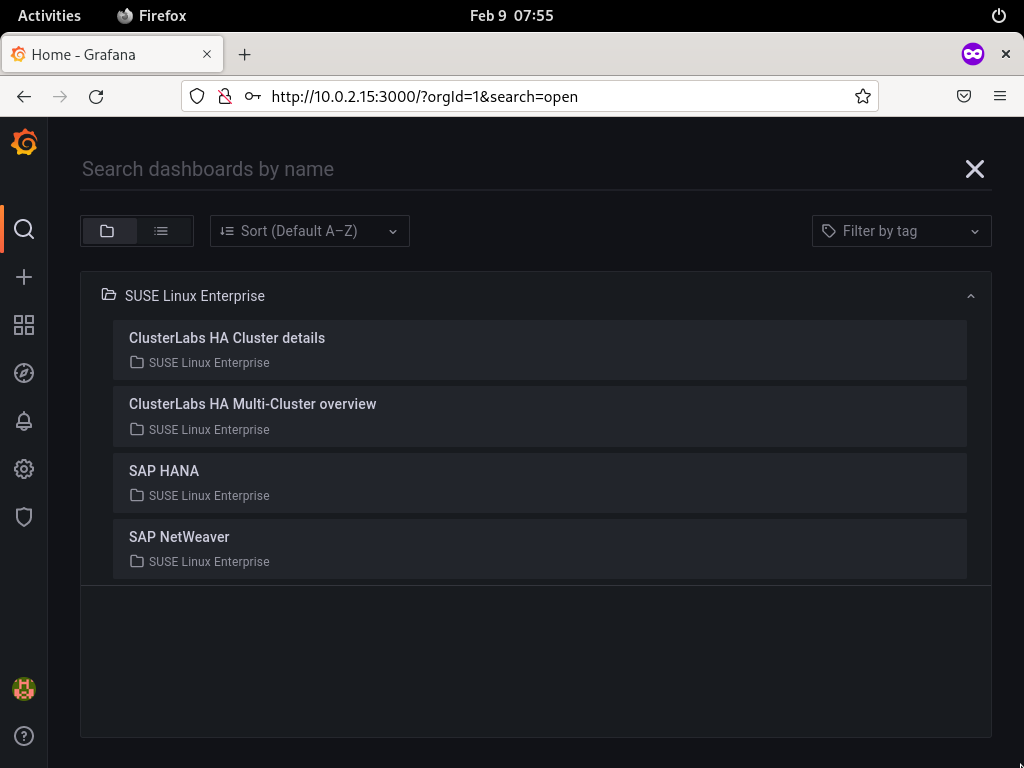 Activities
Firefox
Feb 9 07:55
Home - Grafana
http://10.0.2.15:3000/?orgId=1&search=open
Search dashboards by name
Sort (Default A–Z)
Filter by tag
SUSE Linux Enterprise
ClusterLabs HA Cluster details
SUSE Linux Enterprise
ClusterLabs HA Multi-Cluster overview
SUSE Linux Enterprise
SAP HANA
SUSE Linux Enterprise
SAP NetWeaver
SUSE Linux Enterprise